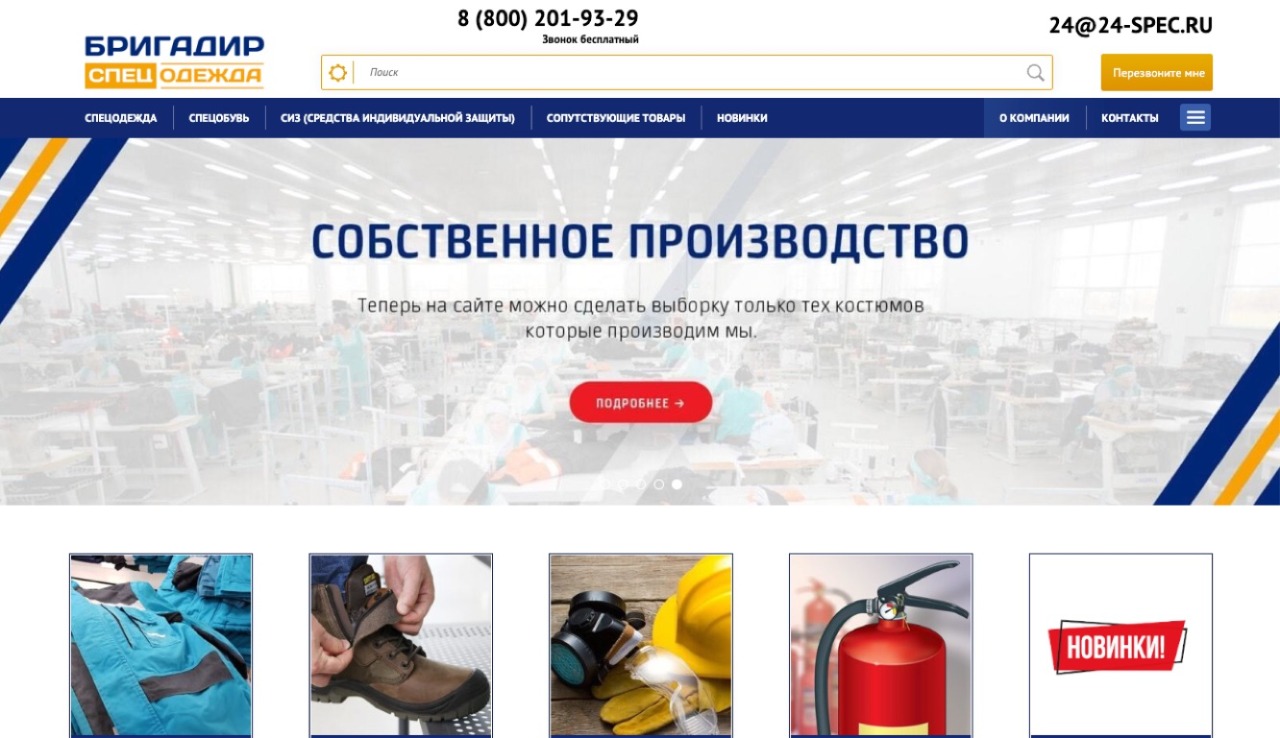 8 (800) 201-93-29
Звонок бесплатный
24@24-SPEC.RU
БРИГАДИР
СПЕЦОДЕЖДА
Поиск
Перезвоните мне
СПЕЦОДЕЖДА
СПЕЦОБУВЬ
СИЗ (СРЕДСТВА ИНДИВИДУАЛЬНОЙ ЗАЩИТЫ)
СОПУТСТВУЮЩИЕ ТОВАРЫ
НОВИНКИ
О КОМПАНИИ
КОНТАКТЫ
СОБСТВЕННОЕ ПРОИЗВОДСТВО
Теперь на сайте можно сделать выборку только тех костюмов
которые производим мы.
ПОДРОБНЕЕ →
НОВИНКИ!